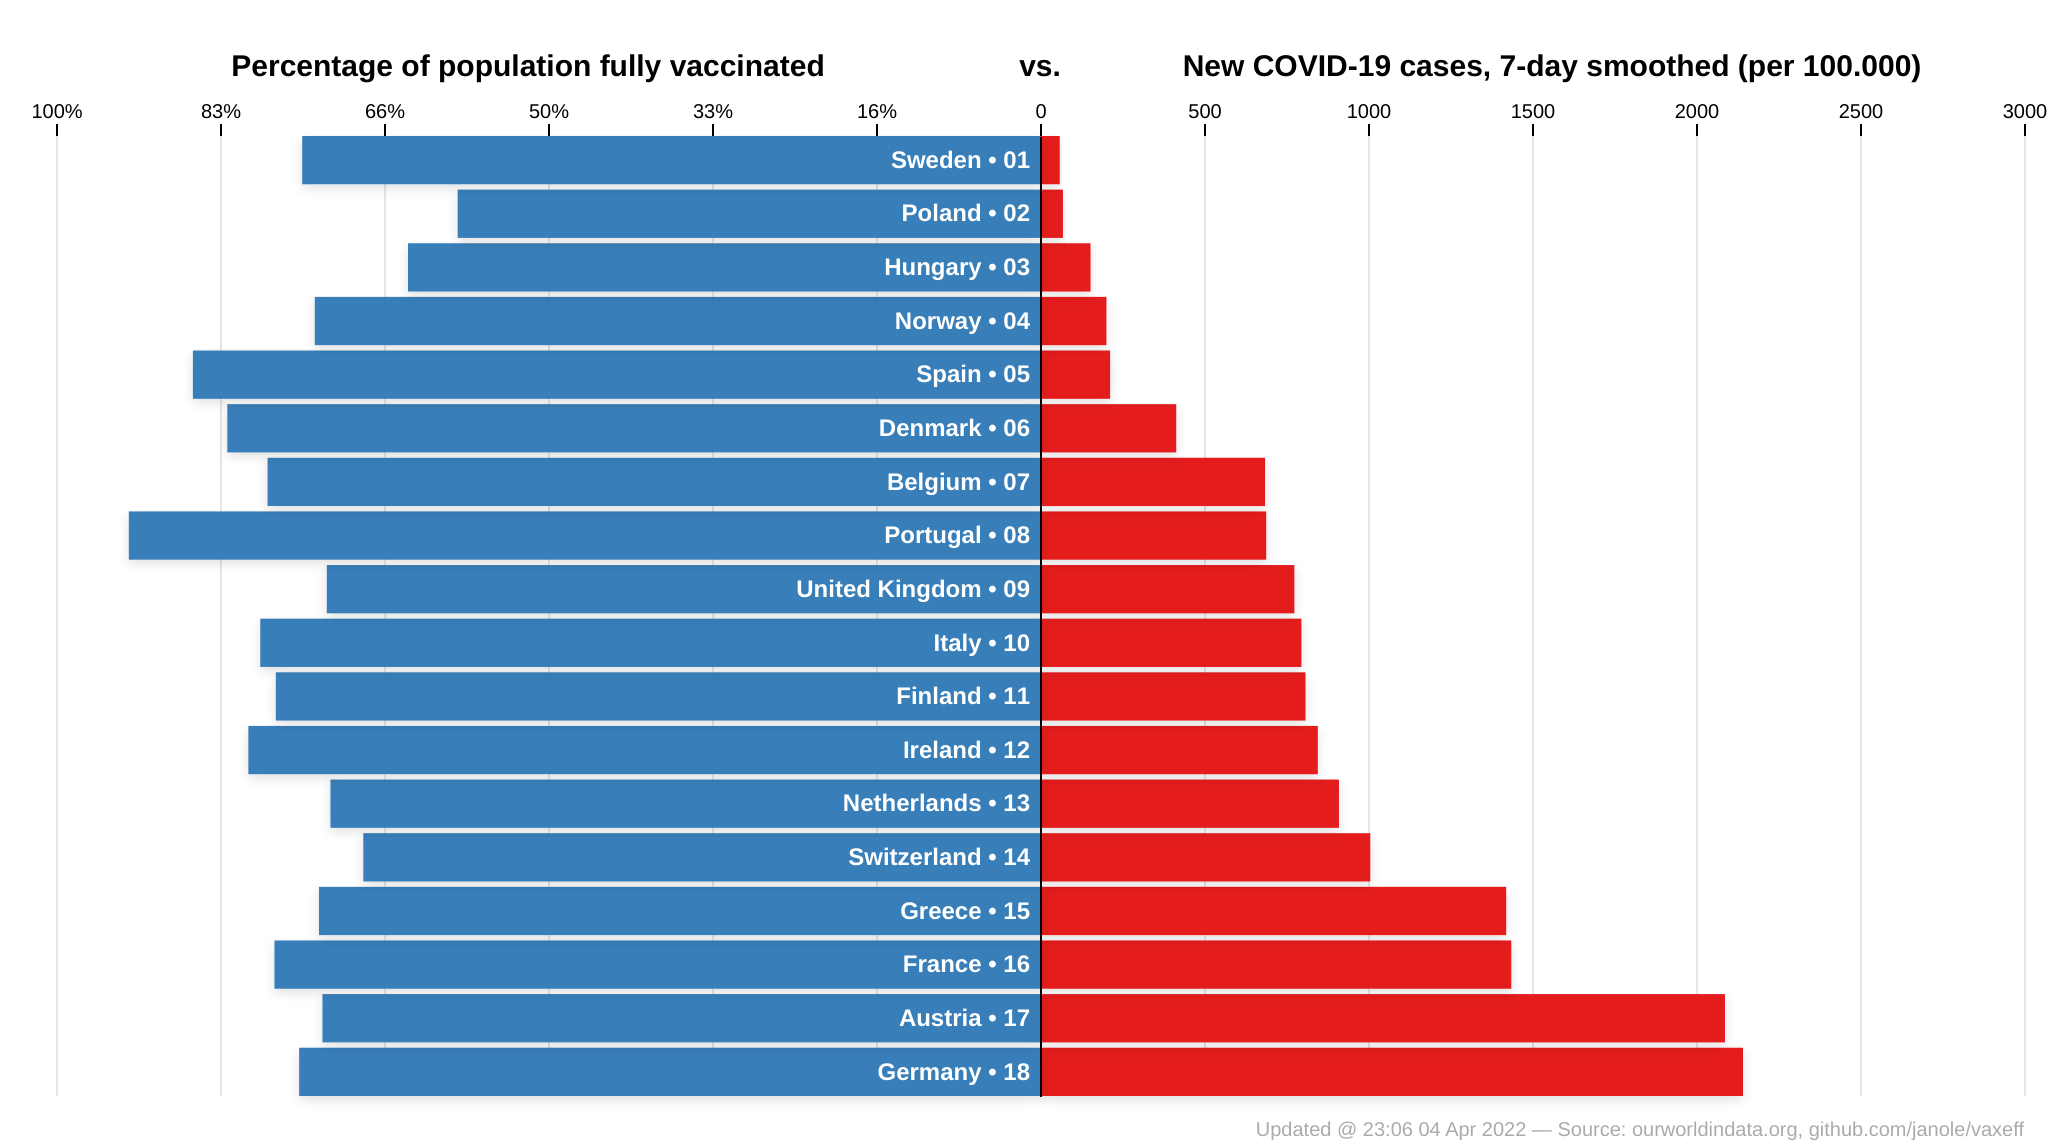 Percentage of population fully vaccinated vs. New COVID-19 cases, 7-day smoothed (per 100.000)
100% 83% 66% 50% 33% 16% 0 500 1000 1500 2000 2500 3000
Sweden • 01
Poland • 02
Hungary • 03
Norway • 04
Spain • 05
Denmark • 06
Belgium • 07
Portugal • 08
United Kingdom • 09
Italy • 10
Finland • 11
Ireland • 12
Netherlands • 13
Switzerland • 14
Greece • 15
France • 16
Austria • 17
Germany • 18
Updated @ 23:06 04 Apr 2022 — Source: ourworldindata.org, github.com/janole/vaxeff